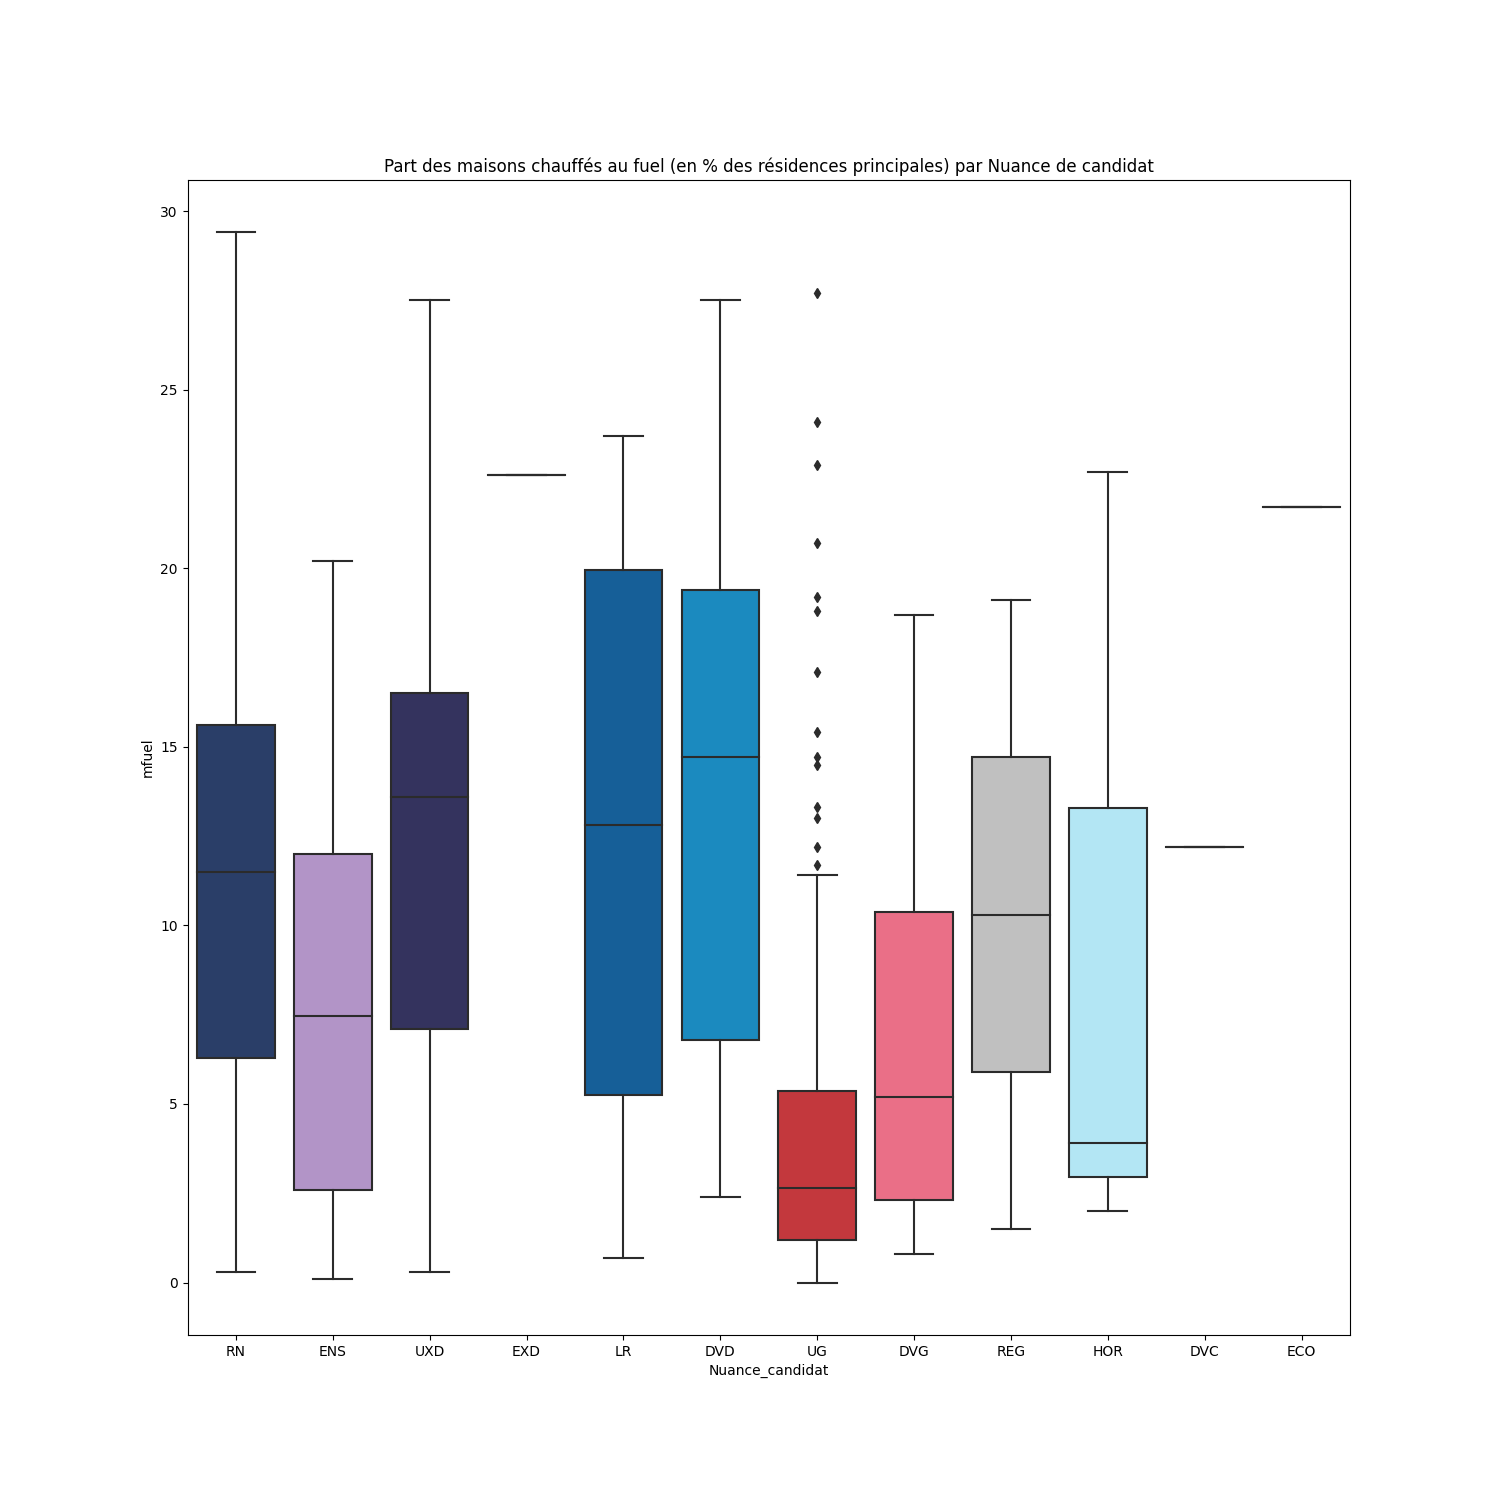 Part des maisons chauffés au fuel (en % des résidences principales) par Nuance de candidat
30
25
20
15
10
5
0
mfuel
RN ENS UXD EXD LR DVD UG DVG REG HOR DVC ECO
Nuance_candidat